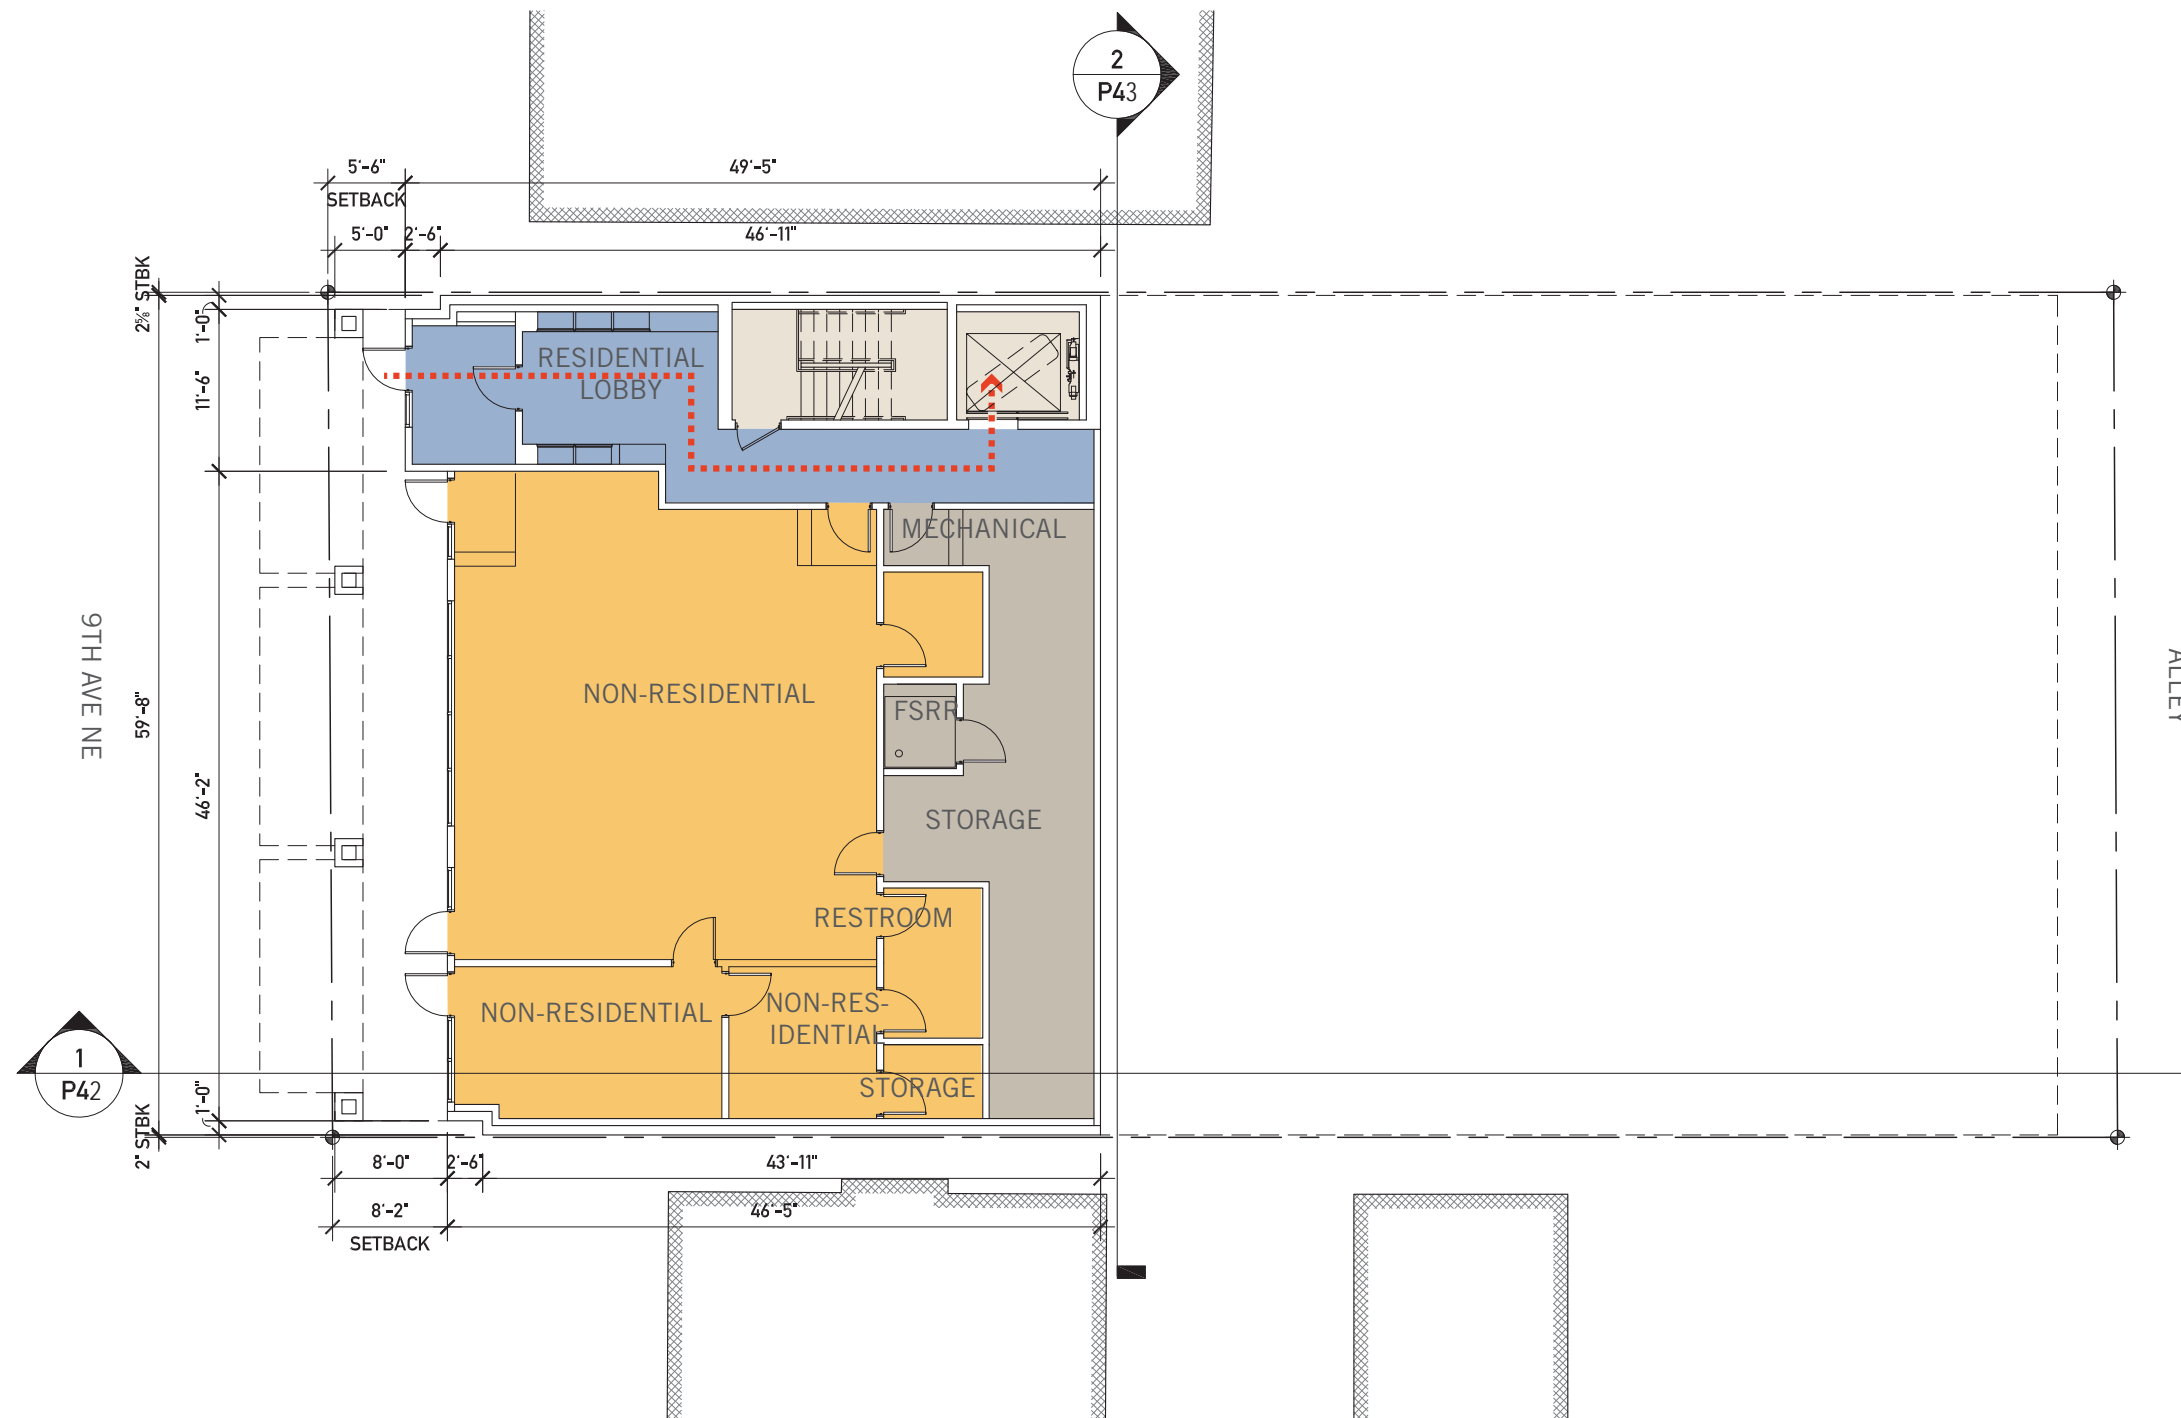 2
P43
5'-6"
49'-5"
SETBACK
5'-0"
2'-6"
46'-11"
2⅝" STBK
1'-0"
11'-6"
RESIDENTIAL
LOBBY
MECHANICAL
9TH AVE NE
59'-8"
46'-2"
NON-RESIDENTIAL
FSRR
ALLEY
STORAGE
RESTROOM
NON-RESIDENTIAL
NON-RES-
IDENTIAL
STORAGE
1
P42
1'-0"
2" STBK
8'-0"
2'-6"
43'-11"
8'-2"
46'-5"
SETBACK